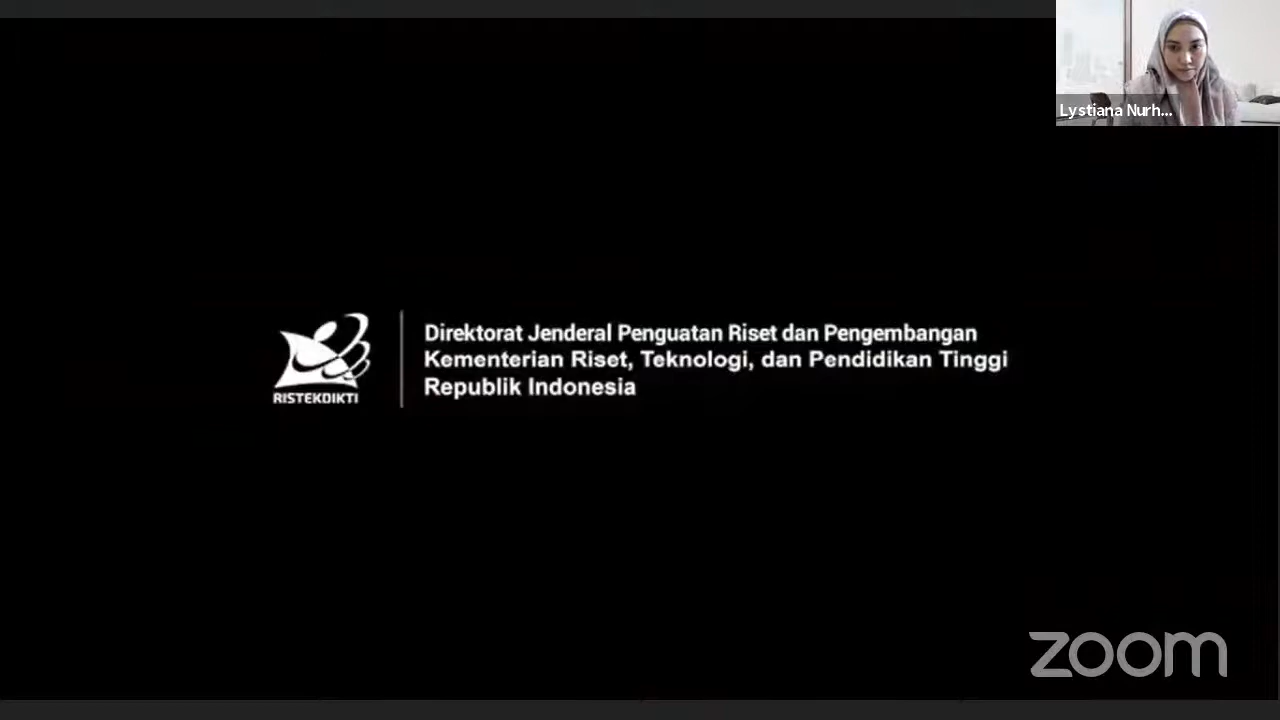 Lystiana Nurh...
Direktorat Jenderal Penguatan Riset dan Pengembangan
Kementerian Riset, Teknologi, dan Pendidikan Tinggi
Republik Indonesia
RISTEKDIKTI
zoom